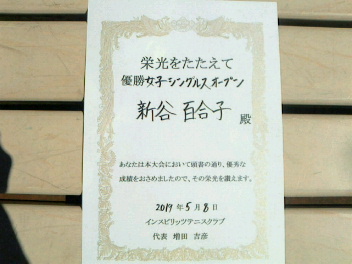 栄光をたたえて
優勝女子シングルスオープン
新谷 百合子 殿
あなたは本大会において頭書の通り、優秀な
成績をおさめましたので、その栄光を讃えます。
2019年5月8日
インスピリッツテニスクラブ
代表 増田 吉彦